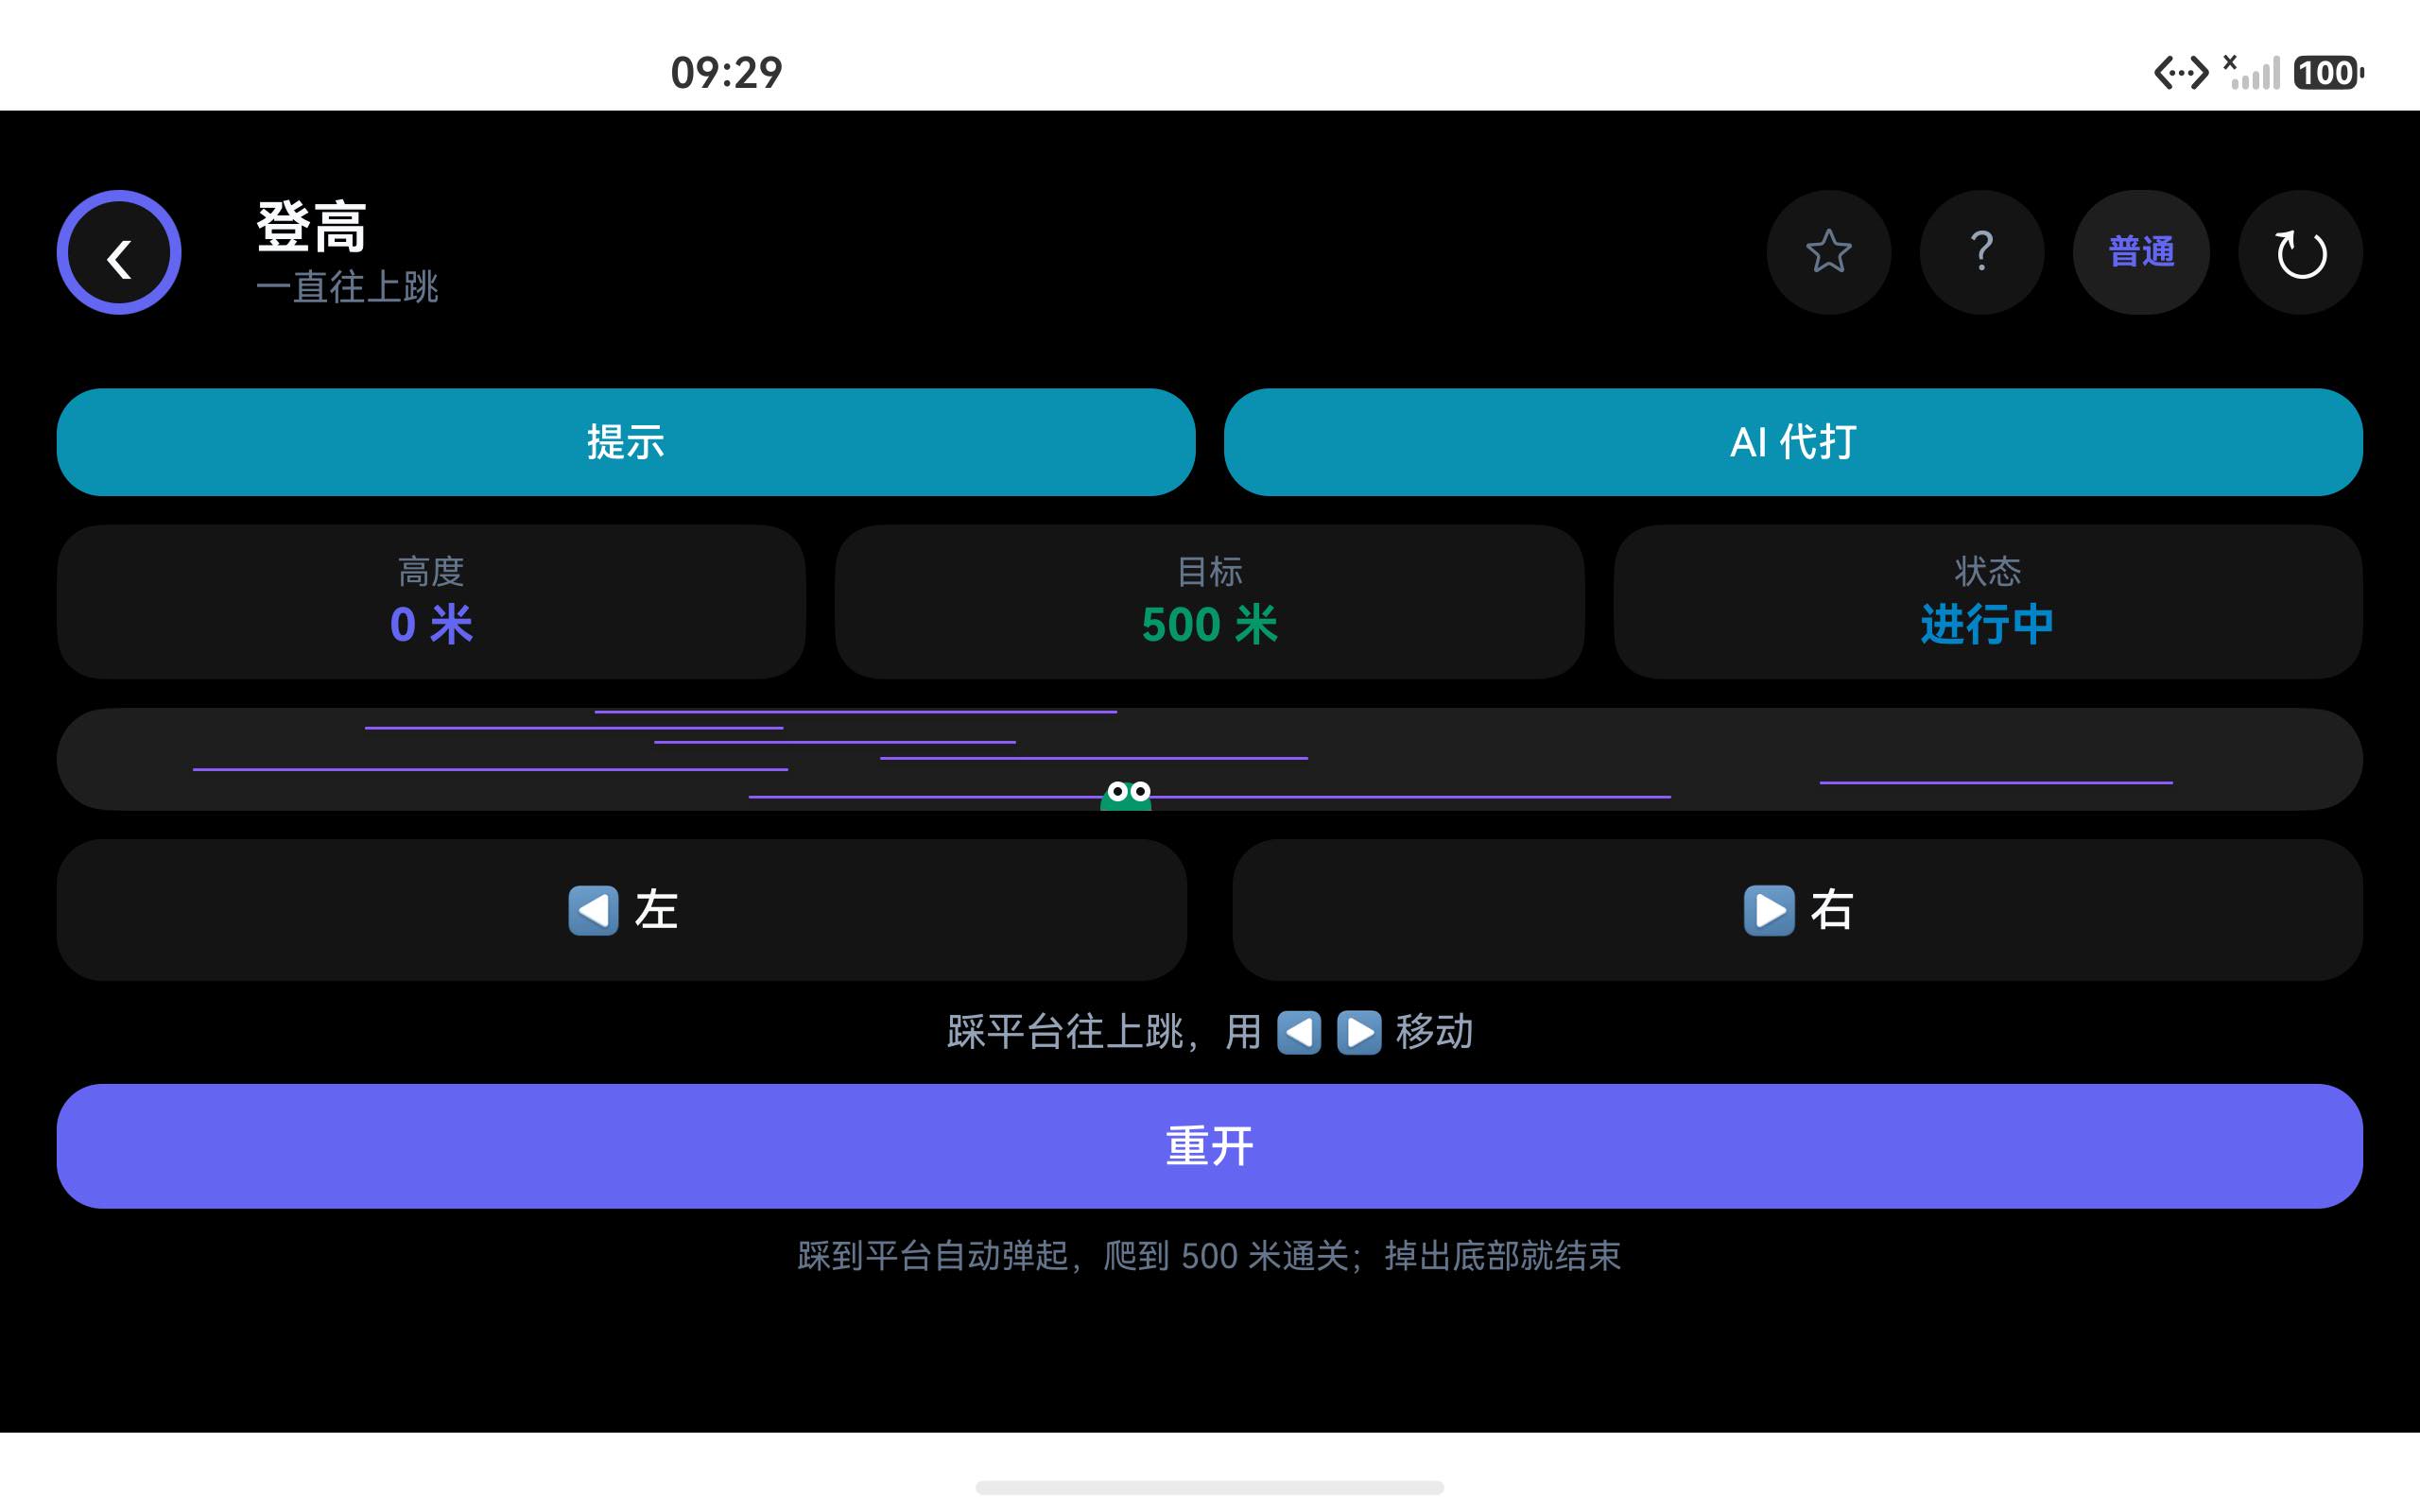 09:29
100
登高
一直往上跳
?
普通
提示
AI 代打
高度
0 米
目标
500 米
状态
进行中
左
右
踩平台往上跳，用 ◀️ ▶️ 移动
重开
踩到平台自动弹起，爬到 500 米通关；掉出底部就结束